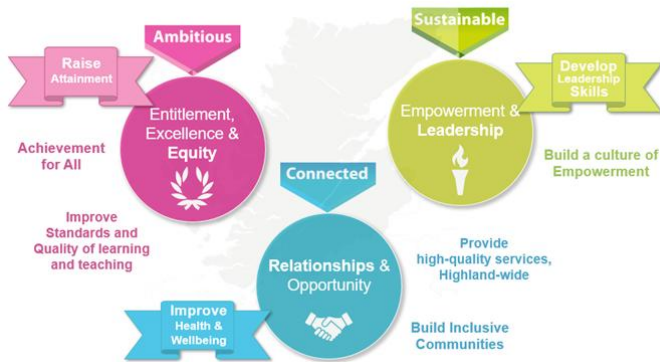 Ambitious
Raise
Attainment
Entitlement,
Excellence &
Equity
Achievement
for All
Improve
Standards and
Quality of learning
and teaching
Sustainable
Develop
Leadership
Skills
Empowerment &
Leadership
Build a culture of
Empowerment
Connected
Relationships &
Opportunity
Improve
Health &
Wellbeing
Provide
high-quality services,
Highland-wide
Build Inclusive
Communities